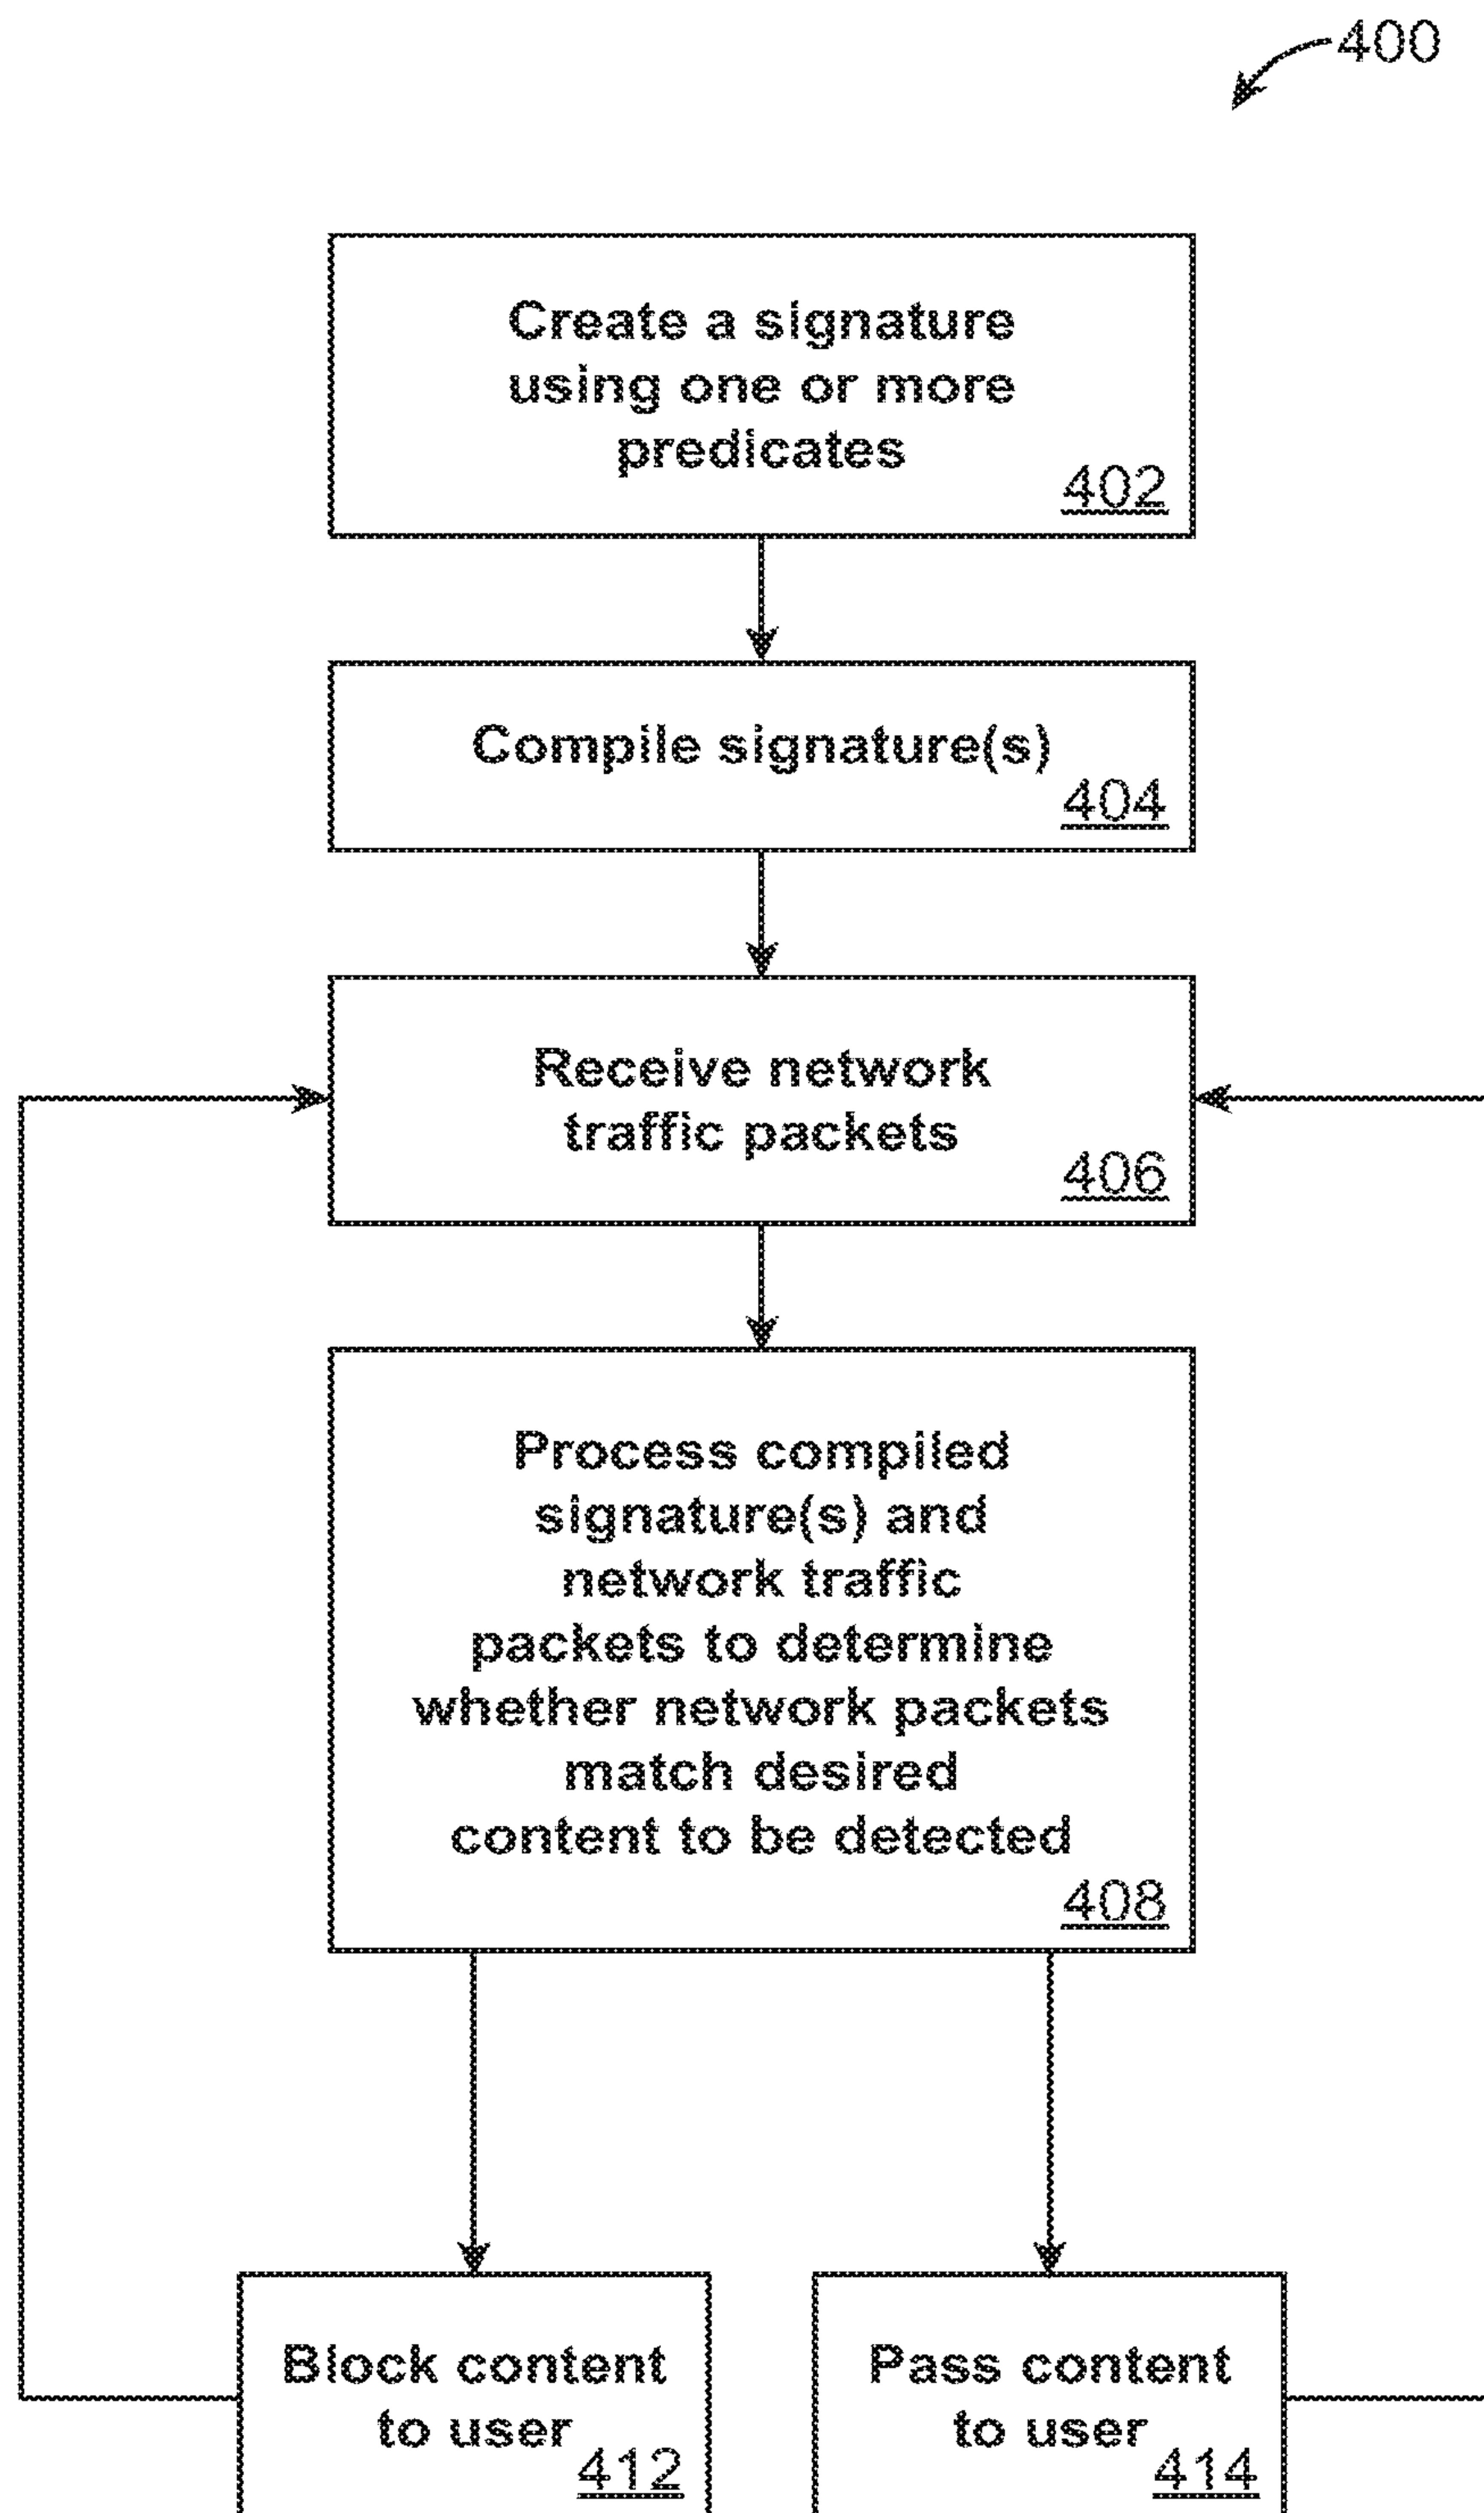 400
Create a signature
using one or more
predicates
402
Compile signature(s)
404
Receive network
traffic packets
406
Process compiled
signature(s) and
network traffic
packets to determine
whether network packets
match desired
content to be detected
408
Block content
to user
412
Pass content
to user
414